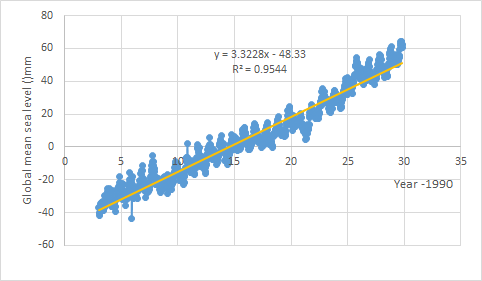 80
60
y = 3.3228x - 48.33
R² = 0.9544
40
20
0
0 5 10 15 20 25 30 35
-20
Year -1990
-40
-60
Global mean sea level ()mm